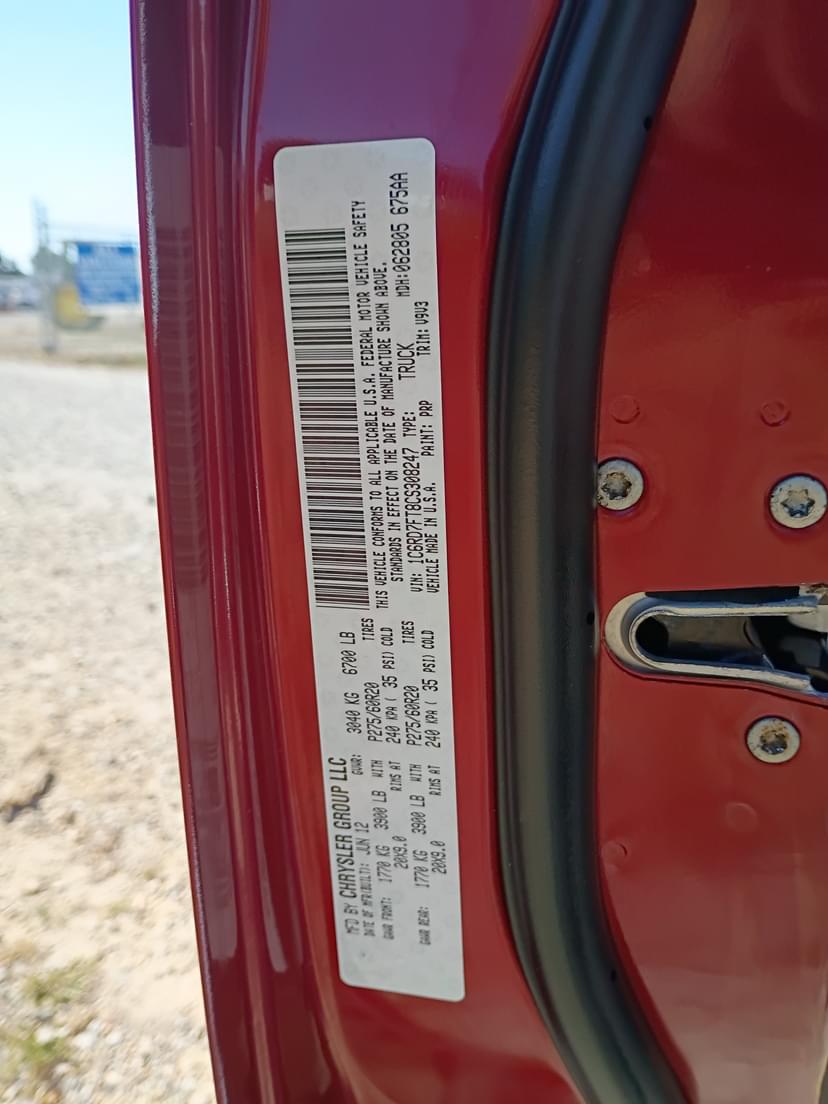 MFD BY CHRYSLER GROUP LLC
DATE OF MFR(BUILT): JUN 12 GVWR: 3040 KG 6700 LB
GAWR FRONT: 1770 KG 3900 LB WITH P275/60R20 TIRES
20X9.0 RIMS AT 240 KPA ( 35 PSI) COLD
GAWR REAR: 1770 KG 3900 LB WITH P275/60R20 TIRES
20X9.0 RIMS AT 240 KPA ( 35 PSI) COLD
THIS VEHICLE CONFORMS TO ALL APPLICABLE U.S.A. FEDERAL MOTOR VEHICLE SAFETY
STANDARDS IN EFFECT ON THE DATE OF MANUFACTURE SHOWN ABOVE.
VIN: 1C6RD7FT8CS308247 TYPE: TRUCK MDH:062805 675AA
VEHICLE MADE IN U.S.A. PAINT: PRP TRIM: V9V3